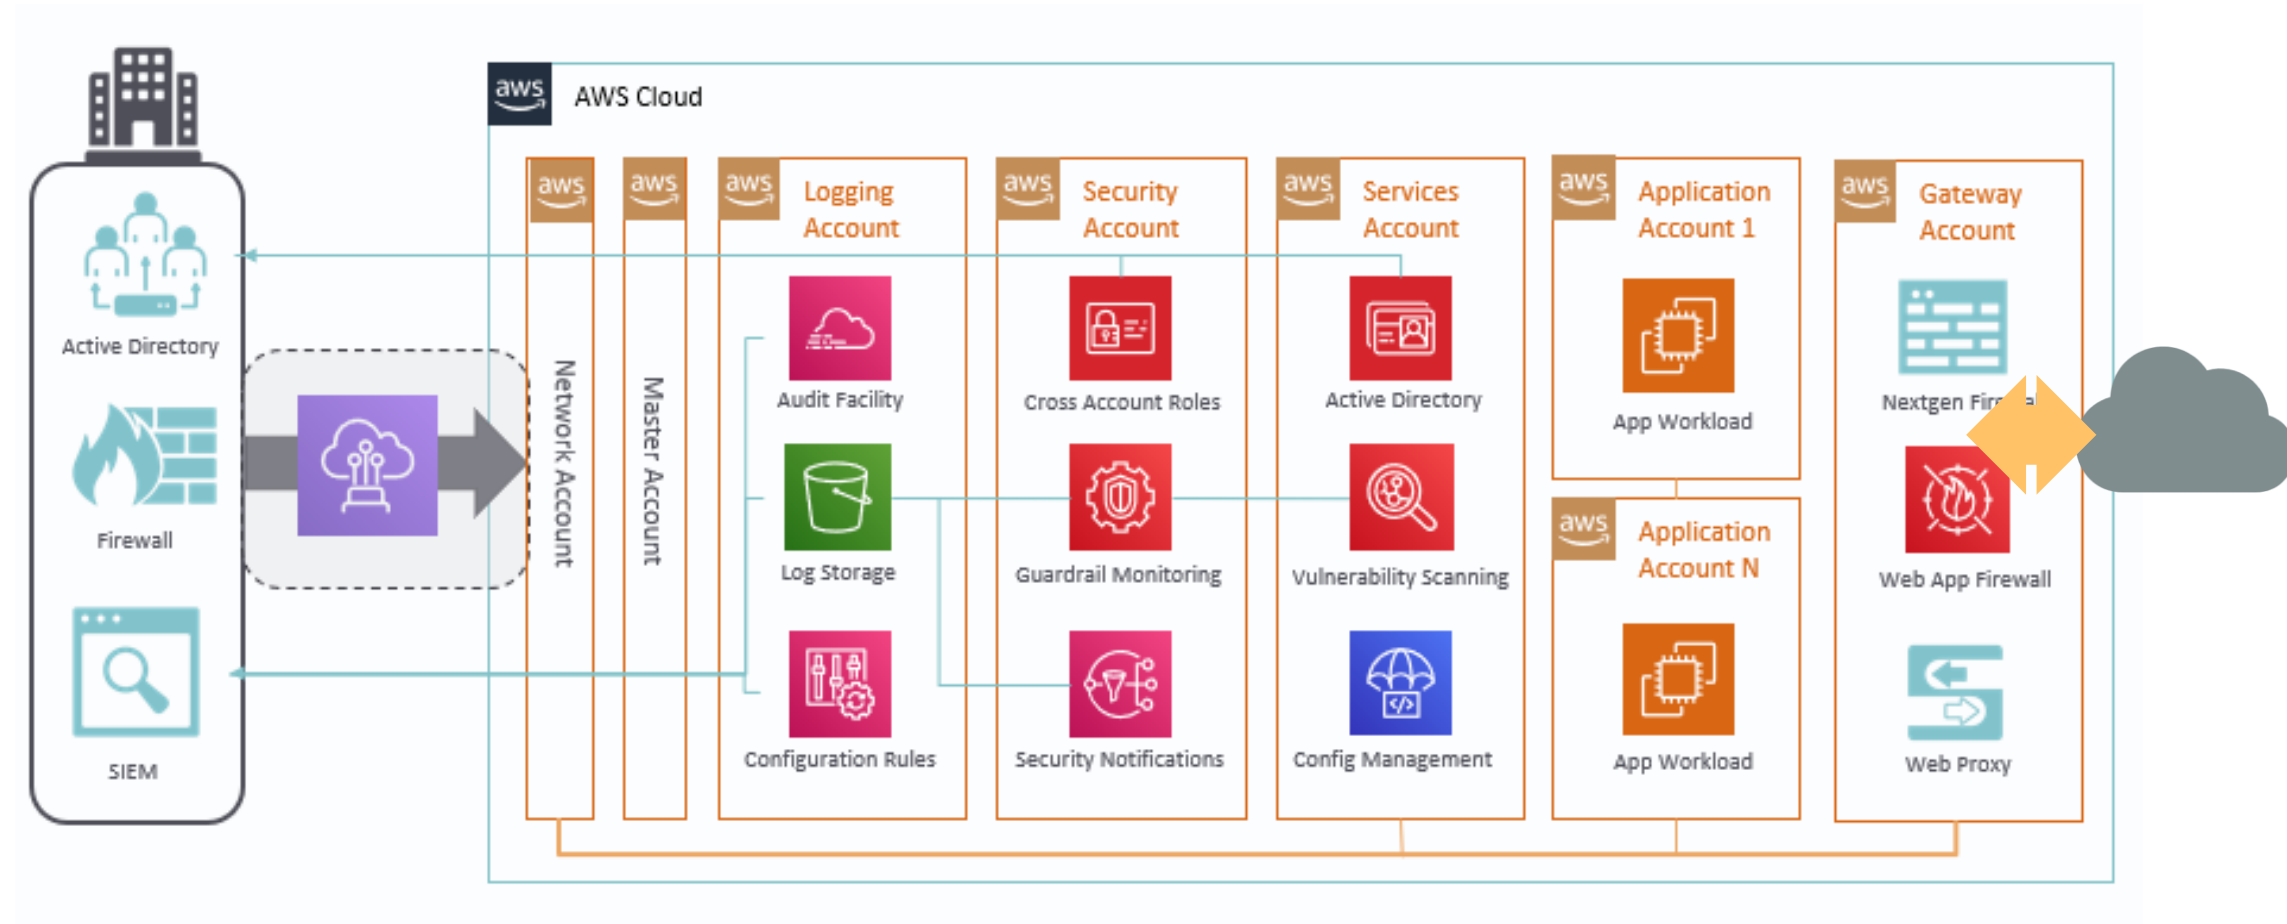 aws
AWS Cloud
Active Directory
Firewall
SIEM
aws
Network Account
aws
Master Account
aws
Logging
Account
Audit Facility
Log Storage
Configuration Rules
aws
Security
Account
Cross Account Roles
Guardrail Monitoring
Security Notifications
aws
Services
Account
Active Directory
Vulnerability Scanning
</>
Config Management
aws
Application
Account 1
App Workload
aws
Application
Account N
App Workload
aws
Gateway
Account
Nextgen
Web App Firewall
Web Proxy